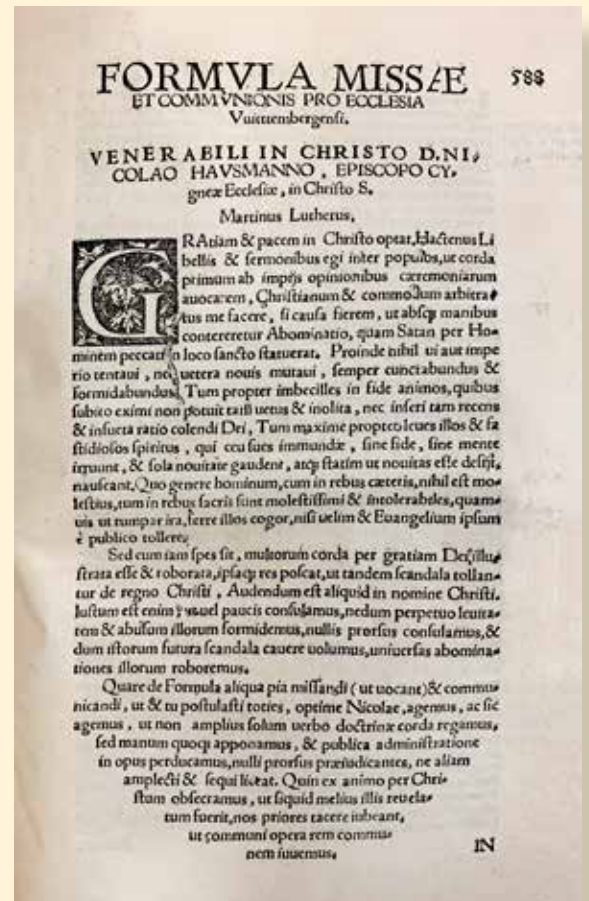 FORMVLA MISSÆ 588
ET COMMVNIONIS PRO ECCLESIA
Vuittembergensi.
VENERABILI IN CHRISTO D. NI,
COLAO HAVSMANNO, EPISCOPO CY,
gneæ Ecclesiæ, in Christo S.
Martinus Lutherus.
GRAtiam & pacem in Christo optat, Hactenus Li
bellis & sermonibus egi inter populos, ut corda
primum ab impijs opinionibus cæremoniarum
auocarem, Christianum & commodum arbitra-
tus me facere, si causa fierem, ut absq; manibus
contereretur Abominatio, quam Satan per Ho-
minem peccati in loco sancto statuerat. Proinde nihil ui aut impe
rio tentaui, nec uetera nouis mutaui, semper cunctabundus &
formidabundus, Tum propter imbecilles in fide animos, quibus
subito eximi non potuit tam uetus & inolita, nec inseri tam recens
& insueta ratio colendi Dei, Tum maxime propter leues illos & fa
stidiosos spiritus, qui ceu sues immundæ, sine fide, sine mente
irruunt, & sola nouitate gaudent, atq; statim ut nouitas esse desijt,
nauseant. Quo genere hominum, cum in rebus cæteris, nihil est mo-
lestius, tum in rebus sacris sunt molestissimi & intolerabiles, quam-
uis ut rumpar ira, ferre illos cogor, nisi uelim & Euangelium ipsum
è publico tollere.
Sed cum iam spes sit, multorum corda per gratiam Dei, illu-
strata esse & roborata, ipsaq; res poscat, ut tandem scandala tollan-
tur de regno Christi, Audendum est aliquid in nomine Christi.
Iustum est enim, ut uel paucis consulamus, nedum perpetuo leuita-
tem & abusum illorum formidemus, nullis prorsus consulamus, &
dum istorum futura scandala cauere uolumus, uniuersas abomina-
tiones illorum roboremus.
Quare de Formula aliqua pia missandi (ut uocant) & commu-
nicandi, ut & tu postulasti toties, optime Nicolae, agemus, ac sic
agemus, ut non amplius solum uerbo doctrinæ corda regamus,
sed manum quoq; apponamus, & publica administratione
in opus perducamus, nulli prorsus præiudicantes, ne aliam
amplecti & sequi liceat. Quin ex animo per Chri-
stum obsecramus, ut siquid melius illis reuela-
tum fuerit, nos priores tacere iubeant,
ut communi opera rem commu-
nem iuuemus.
IN